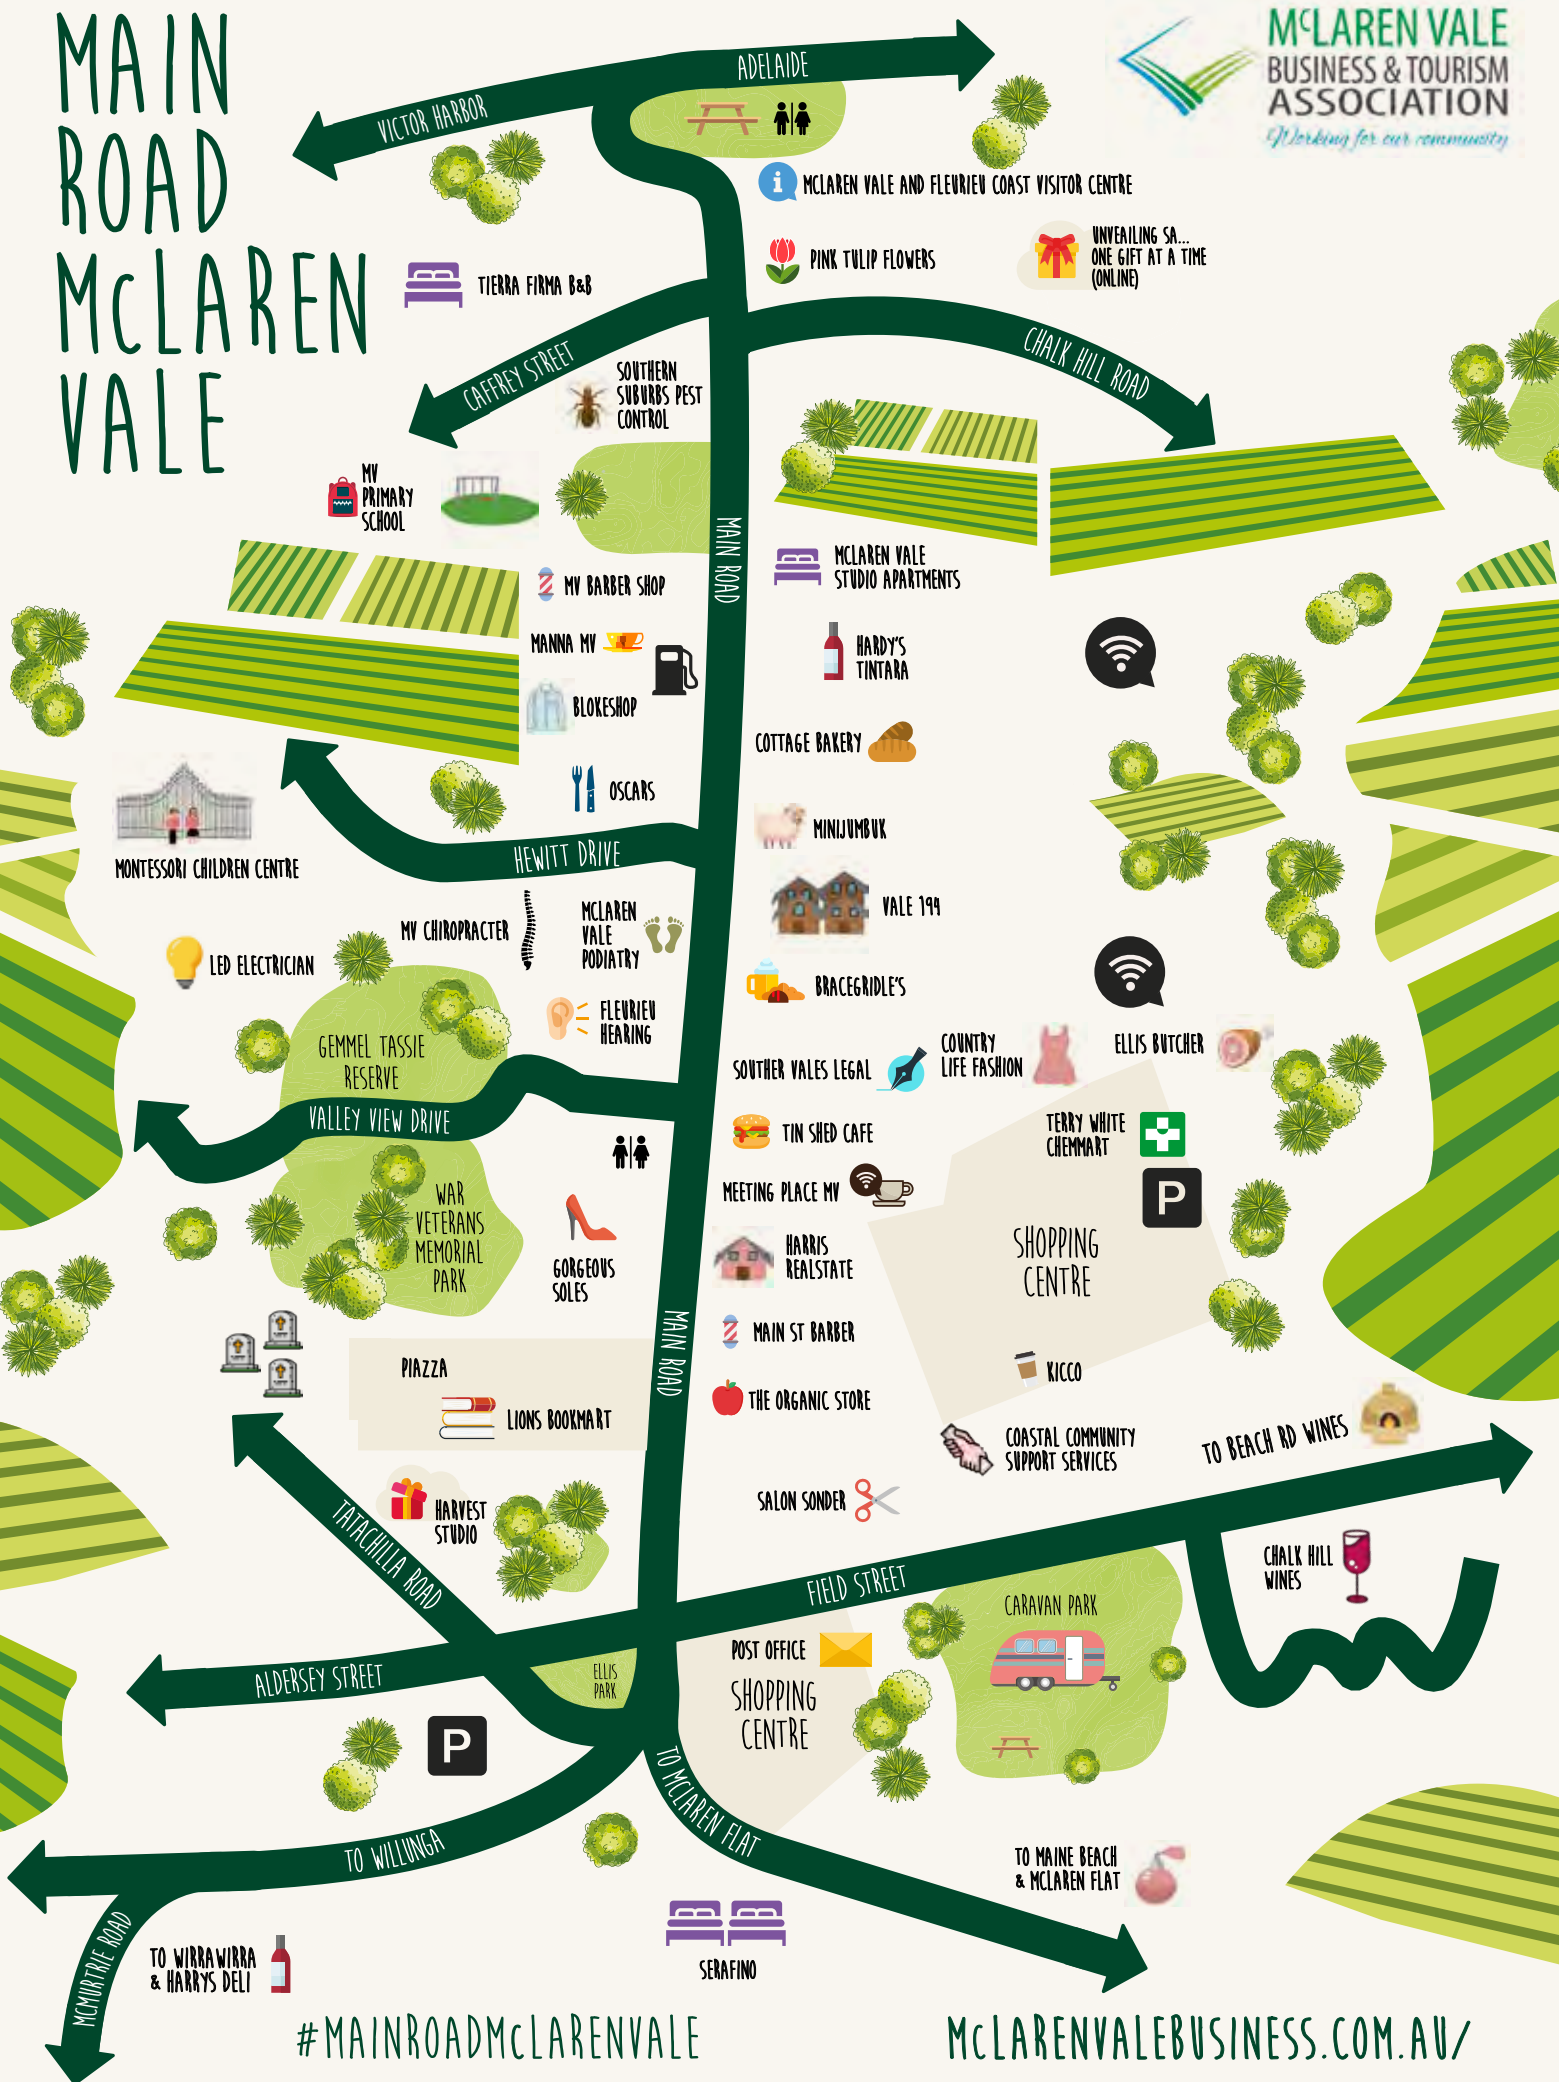 MAIN
ROAD
McLAREN
VALE
McLAREN VALE
BUSINESS & TOURISM
ASSOCIATION
Working for our community
ADELAIDE
VICTOR HARBOR
MCLAREN VALE AND FLEURIEU COAST VISITOR CENTRE
PINK TULIP FLOWERS
UNVEAILING SA...
ONE GIFT AT A TIME
(ONLINE)
TIERRA FIRMA B&B
CAFFREY STREET
CHALK HILL ROAD
SOUTHERN
SUBURBS PEST
CONTROL
MV
PRIMARY
SCHOOL
MAIN ROAD
MCLAREN VALE
STUDIO APARTMENTS
MV BARBER SHOP
MANNA MV
HARDY'S
TINTARA
BLOKESHOP
COTTAGE BAKERY
OSCARS
MINIJUMBUK
HEWITT DRIVE
MONTESSORI CHILDREN CENTRE
VALE 194
MV CHIROPRACTER
MCLAREN
VALE
PODIATRY
LED ELECTRICIAN
BRACEGRIDLE'S
FLEURIEU
HEARING
GEMMEL TASSIE
RESERVE
SOUTHER VALES LEGAL
COUNTRY
LIFE FASHION
ELLIS BUTCHER
VALLEY VIEW DRIVE
TIN SHED CAFE
TERRY WHITE
CHEMMART
MEETING PLACE MV
P
WAR
VETERANS
MEMORIAL
PARK
GORGEOUS
SOLES
HARRIS
REALSTATE
SHOPPING
CENTRE
MAIN ST BARBER
MAIN ROAD
PIAZZA
LIONS BOOKMART
KICCO
THE ORGANIC STORE
COASTAL COMMUNITY
SUPPORT SERVICES
TO BEACH RD WINES
HARVEST
STUDIO
SALON SONDER
TATACHILLA ROAD
FIELD STREET
CHALK HILL
WINES
CARAVAN PARK
POST OFFICE
SHOPPING
CENTRE
ELLIS
PARK
ALDERSEY STREET
P
TO MCLAREN FLAT
TO WILLUNGA
TO MAINE BEACH
& MCLAREN FLAT
MCMURTRIE ROAD
TO WIRRAWIRRA
& HARRYS DELI
SERAFINO
#MAINROADMcLARENVALE
McLARENVALEBUSINESS.COM.AU/